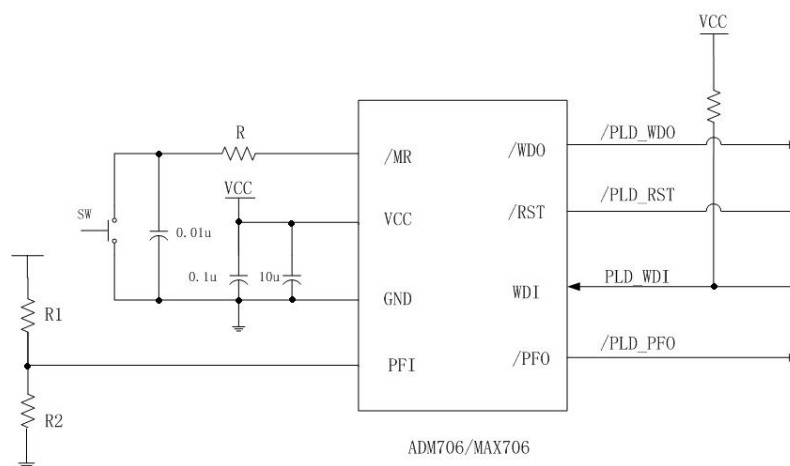 VCC
R
/MR
/WDO
/PLD_WDO
SW
0.01u
VCC
VCC
/RST
/PLD_RST
0.1u
10u
GND
WDI
PLD_WDI
R1
PFI
/PFO
/PLD_PFO
R2
ADM706/MAX706